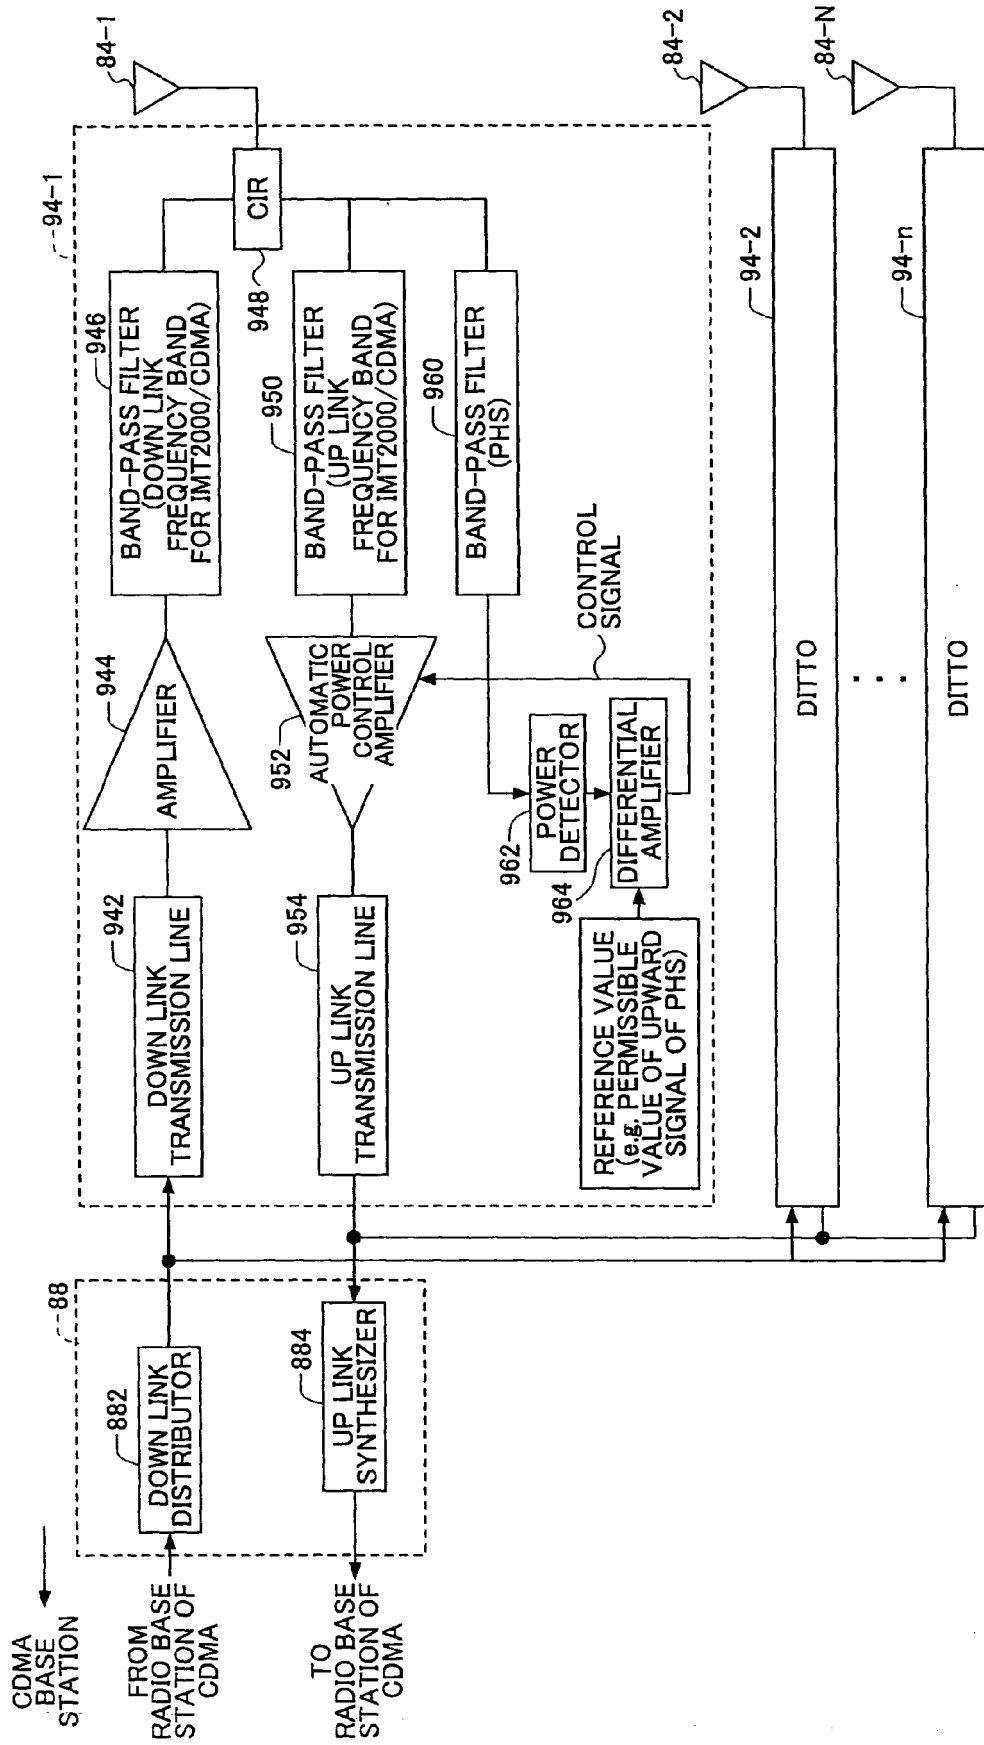 CDMA
BASE
STATION
FROM
RADIO BASE
STATION OF
CDMA
TO
RADIO BASE
STATION OF
CDMA
88
882
DOWN LINK
DISTRIBUTOR
884
UP LINK
SYNTHESIZER
94-1
942
DOWN LINK
TRANSMISSION LINE
944
AMPLIFIER
946
BAND-PASS FILTER
(DOWN LINK
FREQUENCY BAND
FOR IMT2000/CDMA)
CIR
948
84-1
954
UP LINK
TRANSMISSION LINE
952
AUTOMATIC
POWER
CONTROL
AMPLIFIER
950
BAND-PASS FILTER
(UP LINK
FREQUENCY BAND
FOR IMT2000/CDMA)
960
BAND-PASS FILTER
(PHS)
962
POWER
DETECTOR
964
DIFFERENTIAL
AMPLIFIER
CONTROL
SIGNAL
REFERENCE VALUE
(e.g. PERMISSIBLE
VALUE OF UPWARD
SIGNAL OF PHS)
94-2
DITTO
84-2
. . .
94-n
DITTO
84-N